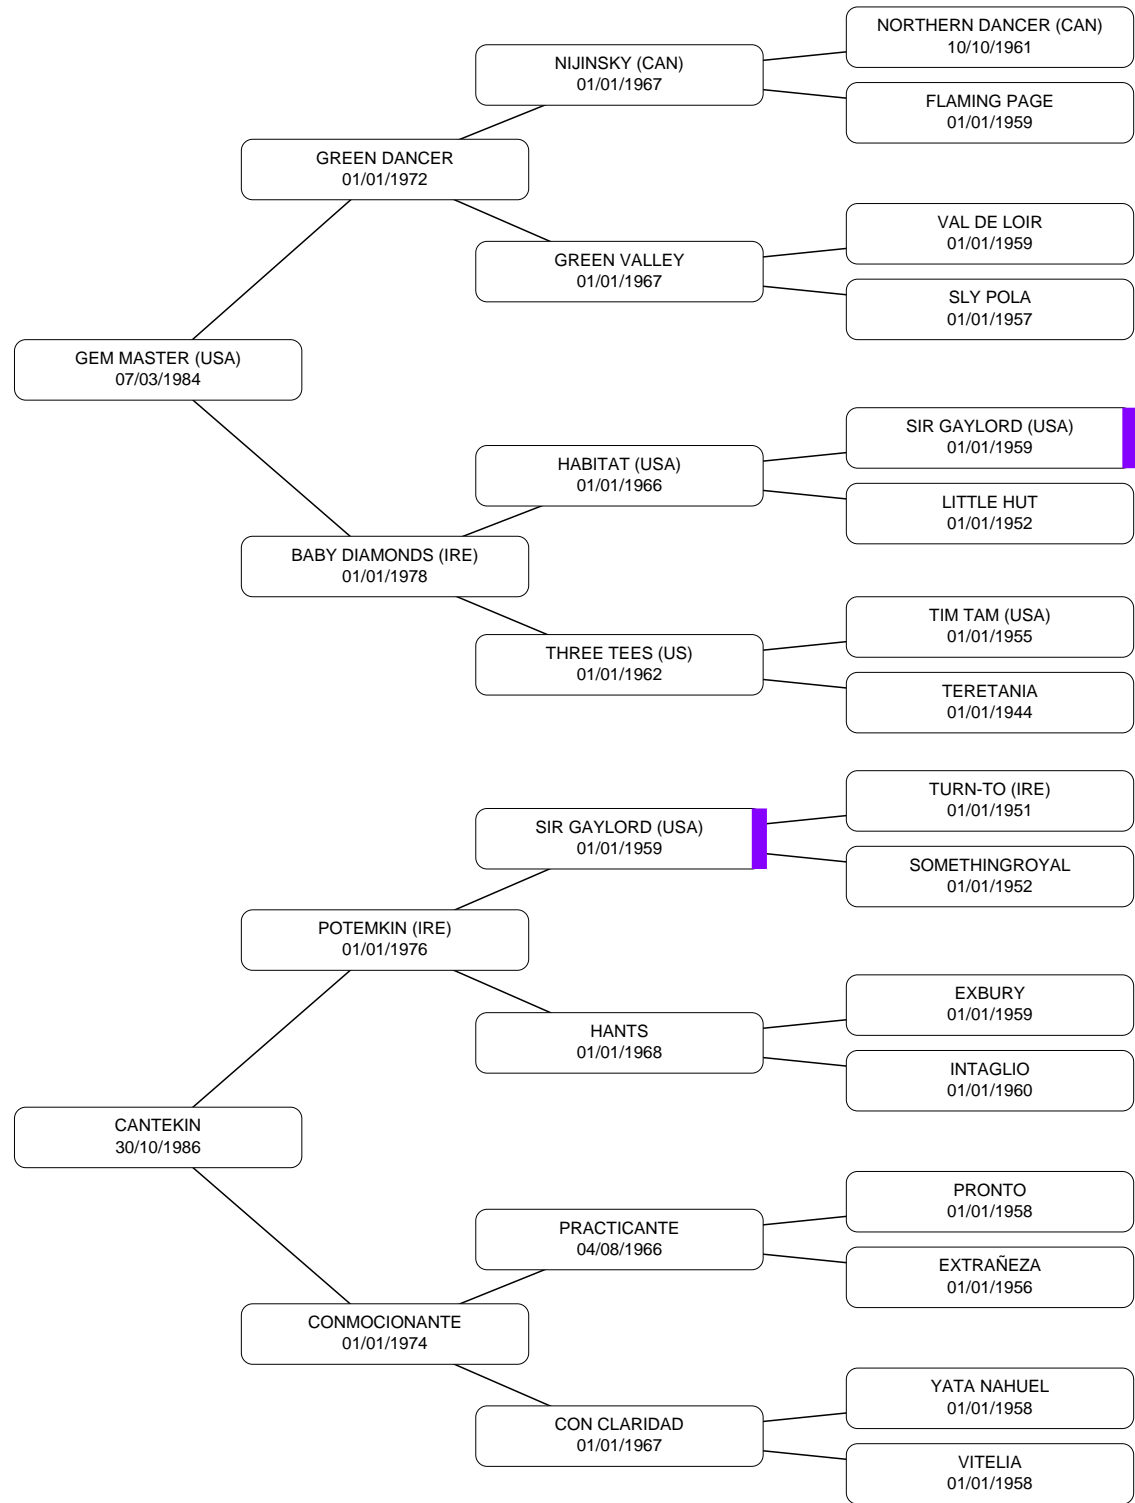 NORTHERN DANCER (CAN)
10/10/1961
NIJINSKY (CAN)
01/01/1967
FLAMING PAGE
01/01/1959
GREEN DANCER
01/01/1972
VAL DE LOIR
01/01/1959
GREEN VALLEY
01/01/1967
SLY POLA
01/01/1957
GEM MASTER (USA)
07/03/1984
SIR GAYLORD (USA)
01/01/1959
HABITAT (USA)
01/01/1966
LITTLE HUT
01/01/1952
BABY DIAMONDS (IRE)
01/01/1978
TIM TAM (USA)
01/01/1955
THREE TEES (US)
01/01/1962
TERETANIA
01/01/1944
TURN-TO (IRE)
01/01/1951
SIR GAYLORD (USA)
01/01/1959
SOMETHINGROYAL
01/01/1952
POTEMKIN (IRE)
01/01/1976
EXBURY
01/01/1959
HANTS
01/01/1968
INTAGLIO
01/01/1960
CANTEKIN
30/10/1986
PRONTO
01/01/1958
PRACTICANTE
04/08/1966
EXTRAÑEZA
01/01/1956
CONMOCIONANTE
01/01/1974
YATA NAHUEL
01/01/1958
CON CLARIDAD
01/01/1967
VITELIA
01/01/1958